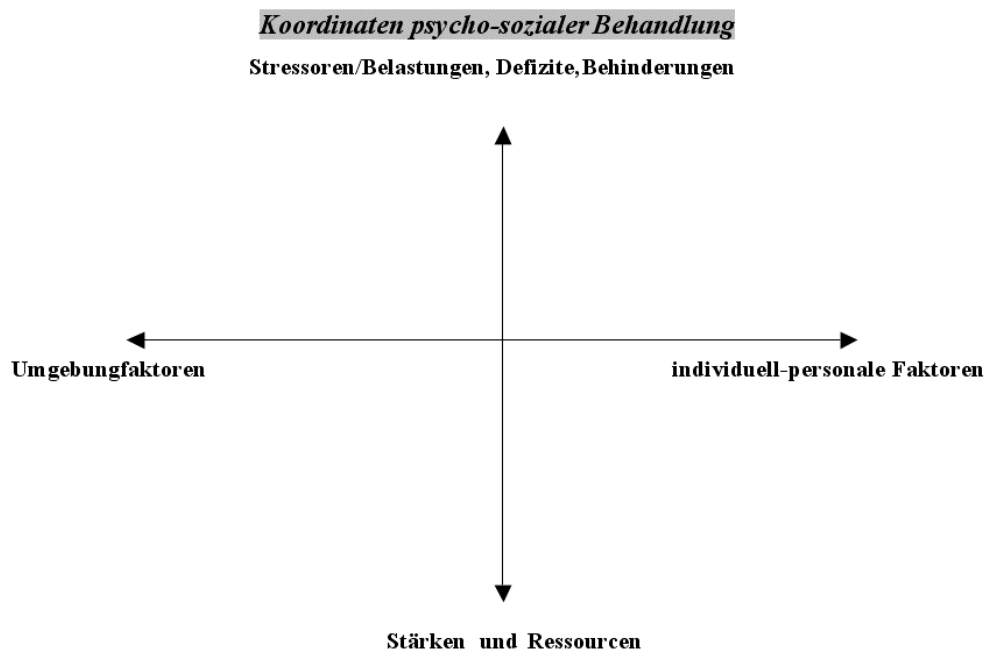 Koordinaten psycho-sozialer Behandlung
Stressoren/Belastungen, Defizite,Behinderungen
Umgebungfaktoren
individuell-personale Faktoren
Stärken und Ressourcen